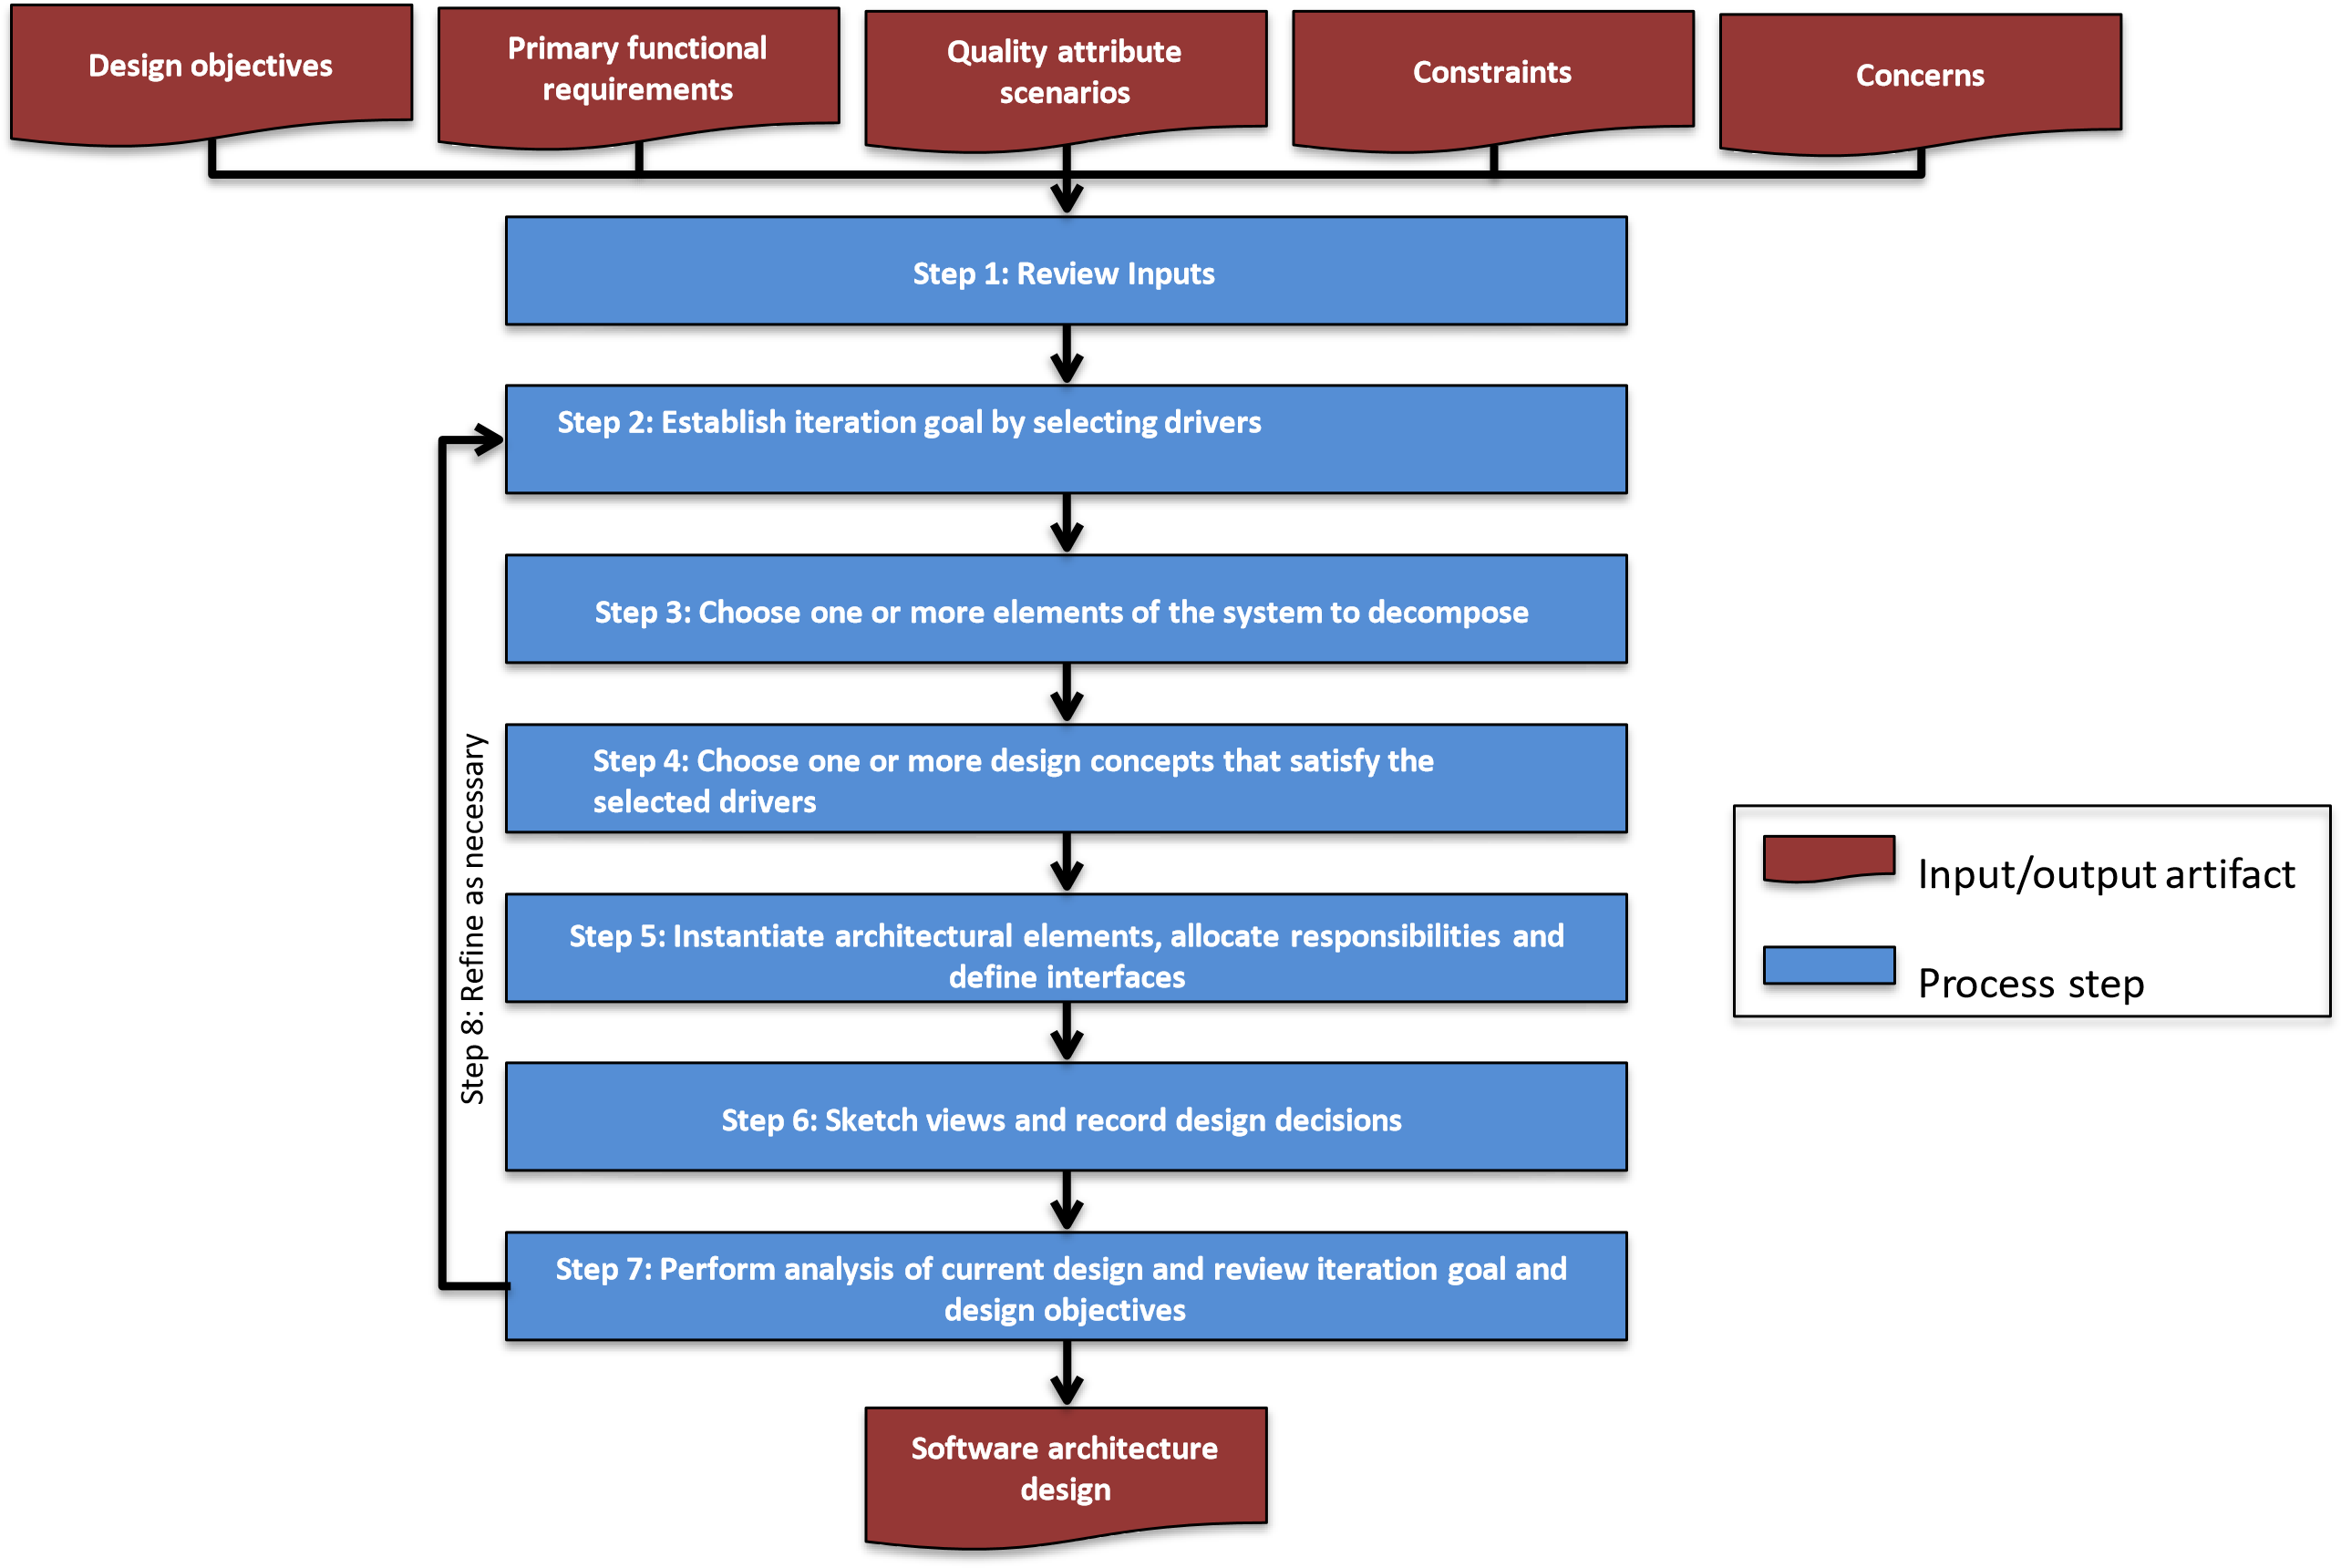 Design objectives
Primary functional
requirements
Quality attribute
scenarios
Constraints
Concerns
Step 1: Review Inputs
Step 2: Establish iteration goal by selecting drivers
Step 3: Choose one or more elements of the system to decompose
Step 4: Choose one or more design concepts that satisfy the
selected drivers
Step 5: Instantiate architectural elements, allocate responsibilities and
define interfaces
Step 6: Sketch views and record design decisions
Step 7: Perform analysis of current design and review iteration goal and
design objectives
Step 8: Refine as necessary
Software architecture
design
Input/output artifact
Process step